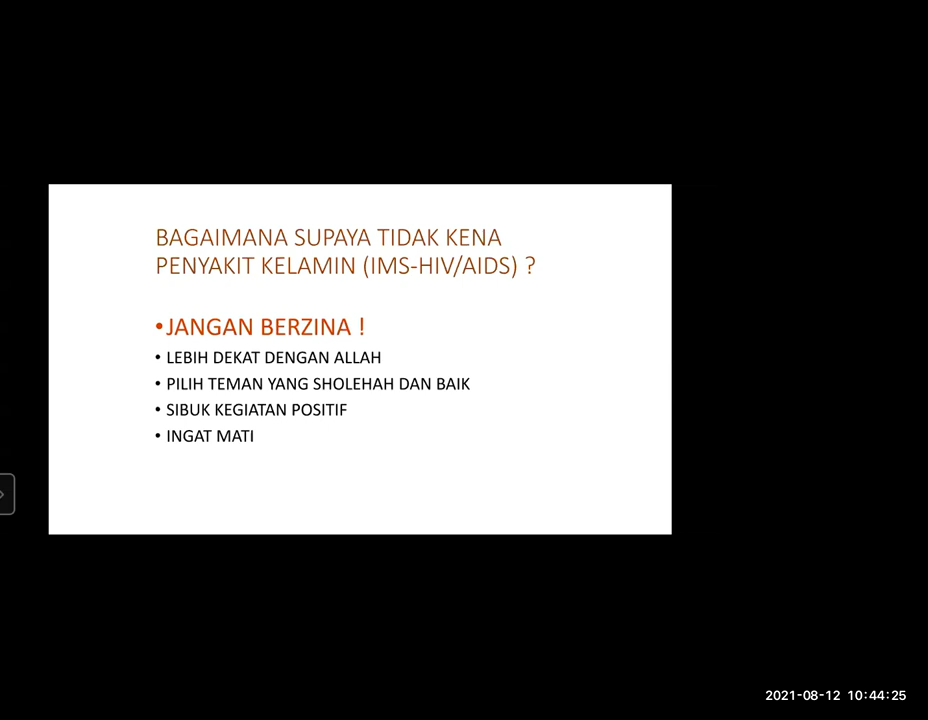 BAGAIMANA SUPAYA TIDAK KENA
PENYAKIT KELAMIN (IMS-HIV/AIDS) ?
•JANGAN BERZINA !
• LEBIH DEKAT DENGAN ALLAH
• PILIH TEMAN YANG SHOLEHAH DAN BAIK
• SIBUK KEGIATAN POSITIF
• INGAT MATI
2021-08-12 10:44:25